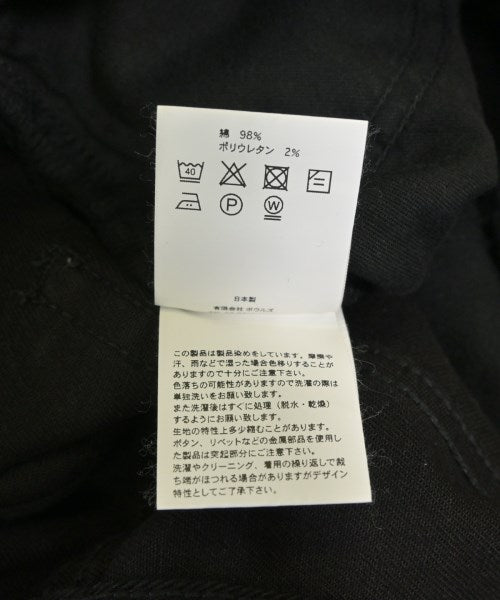 綿 98%
ポリウレタン 2%
40
P
W
日本製
有限会社 ボウルズ
この製品は製品染めをしています。摩擦や
汗、雨などで湿った場合色移りすることが
ありますので十分にご注意下さい。
色落ちの可能性がありますので洗濯の際は
単独洗いをお願い致します。
また洗濯後はすぐに処理（脱水・乾燥）
するようにお願い致します。
生地の特性上多少縮むことがあります。
ボタン、リベットなどの金属部品を使用し
た製品は突起部分にご注意下さい。
洗濯やクリーニング、着用の繰り返しで裁
ち端がほつれる場合がありますがデザイン
特性としてご了承下さい。